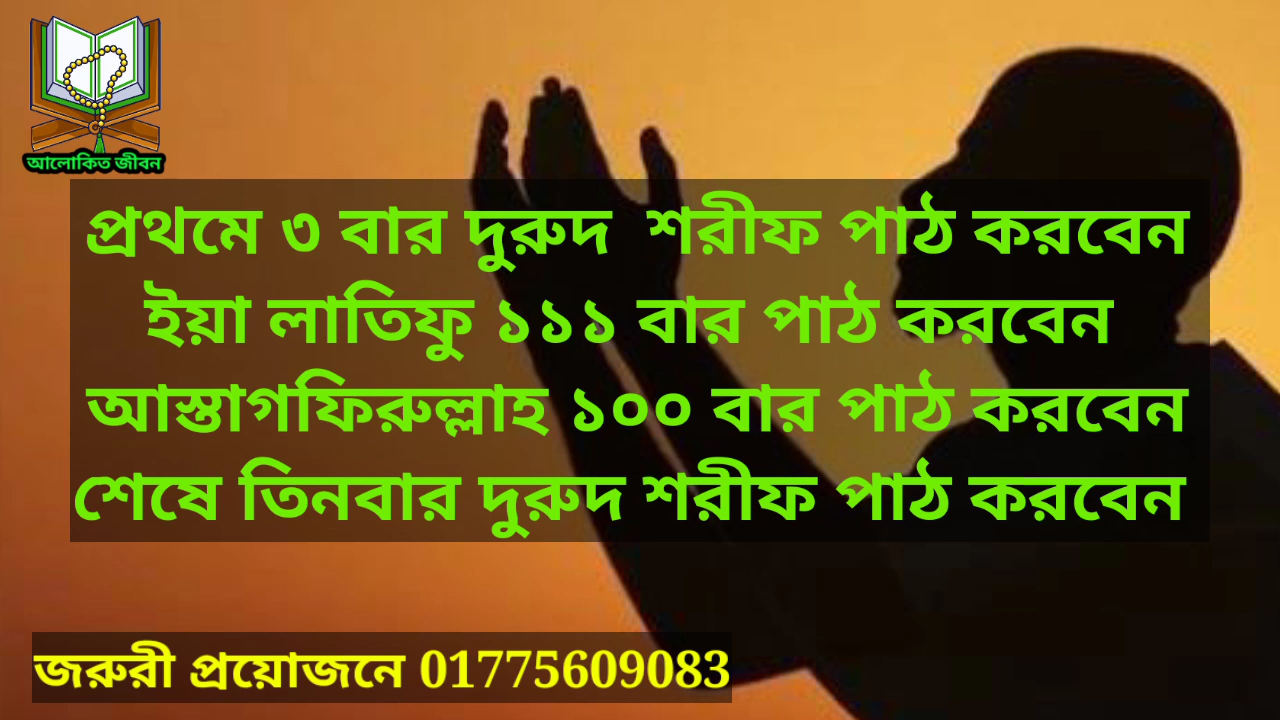 আলোকিত জীবন
প্রথমে ৩ বার দুরুদ শরীফ পাঠ করবেন
ইয়া লাতিফু ১১১ বার পাঠ করবেন
আস্তাগফিরুল্লাহ ১০০ বার পাঠ করবেন
শেষে তিনবার দুরুদ শরীফ পাঠ করবেন
জরুরী প্রয়োজনে 01775609083